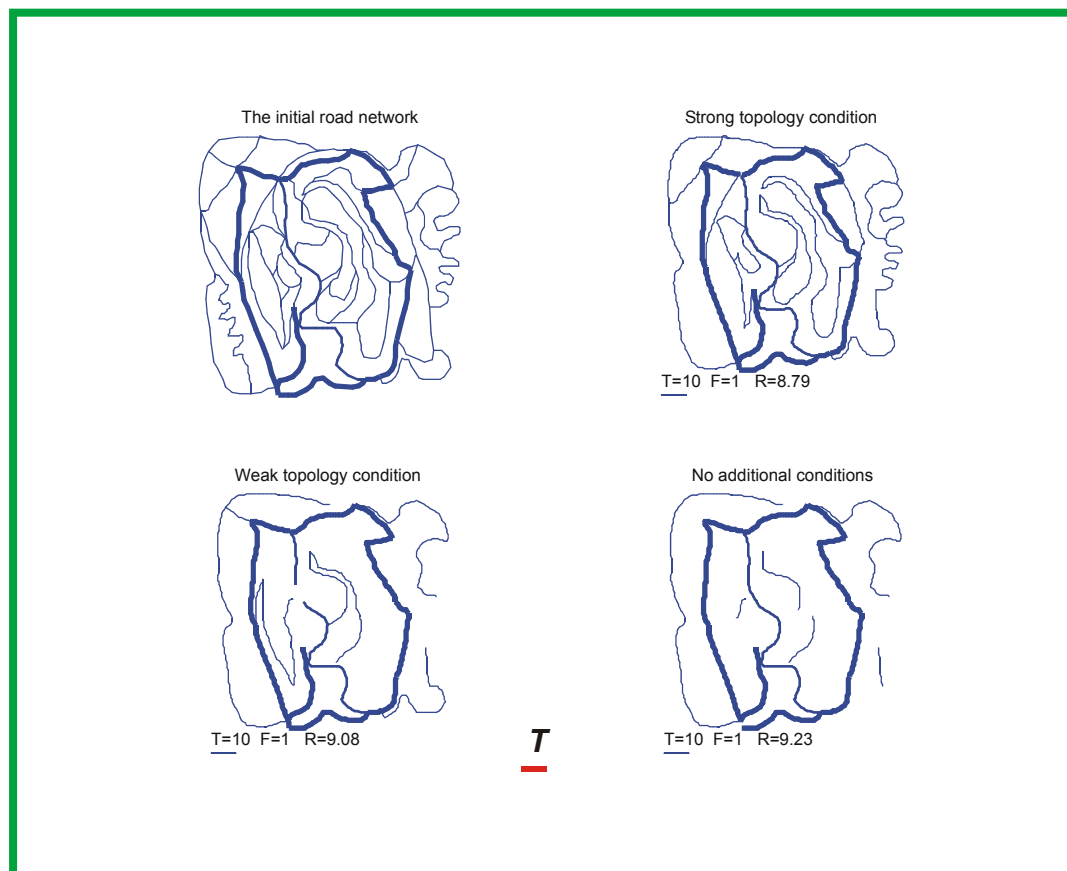 The initial road network
Strong topology condition
T=10 F=1 R=8.79
Weak topology condition
No additional conditions
T=10 F=1 R=9.08
T=10 F=1 R=9.23
T